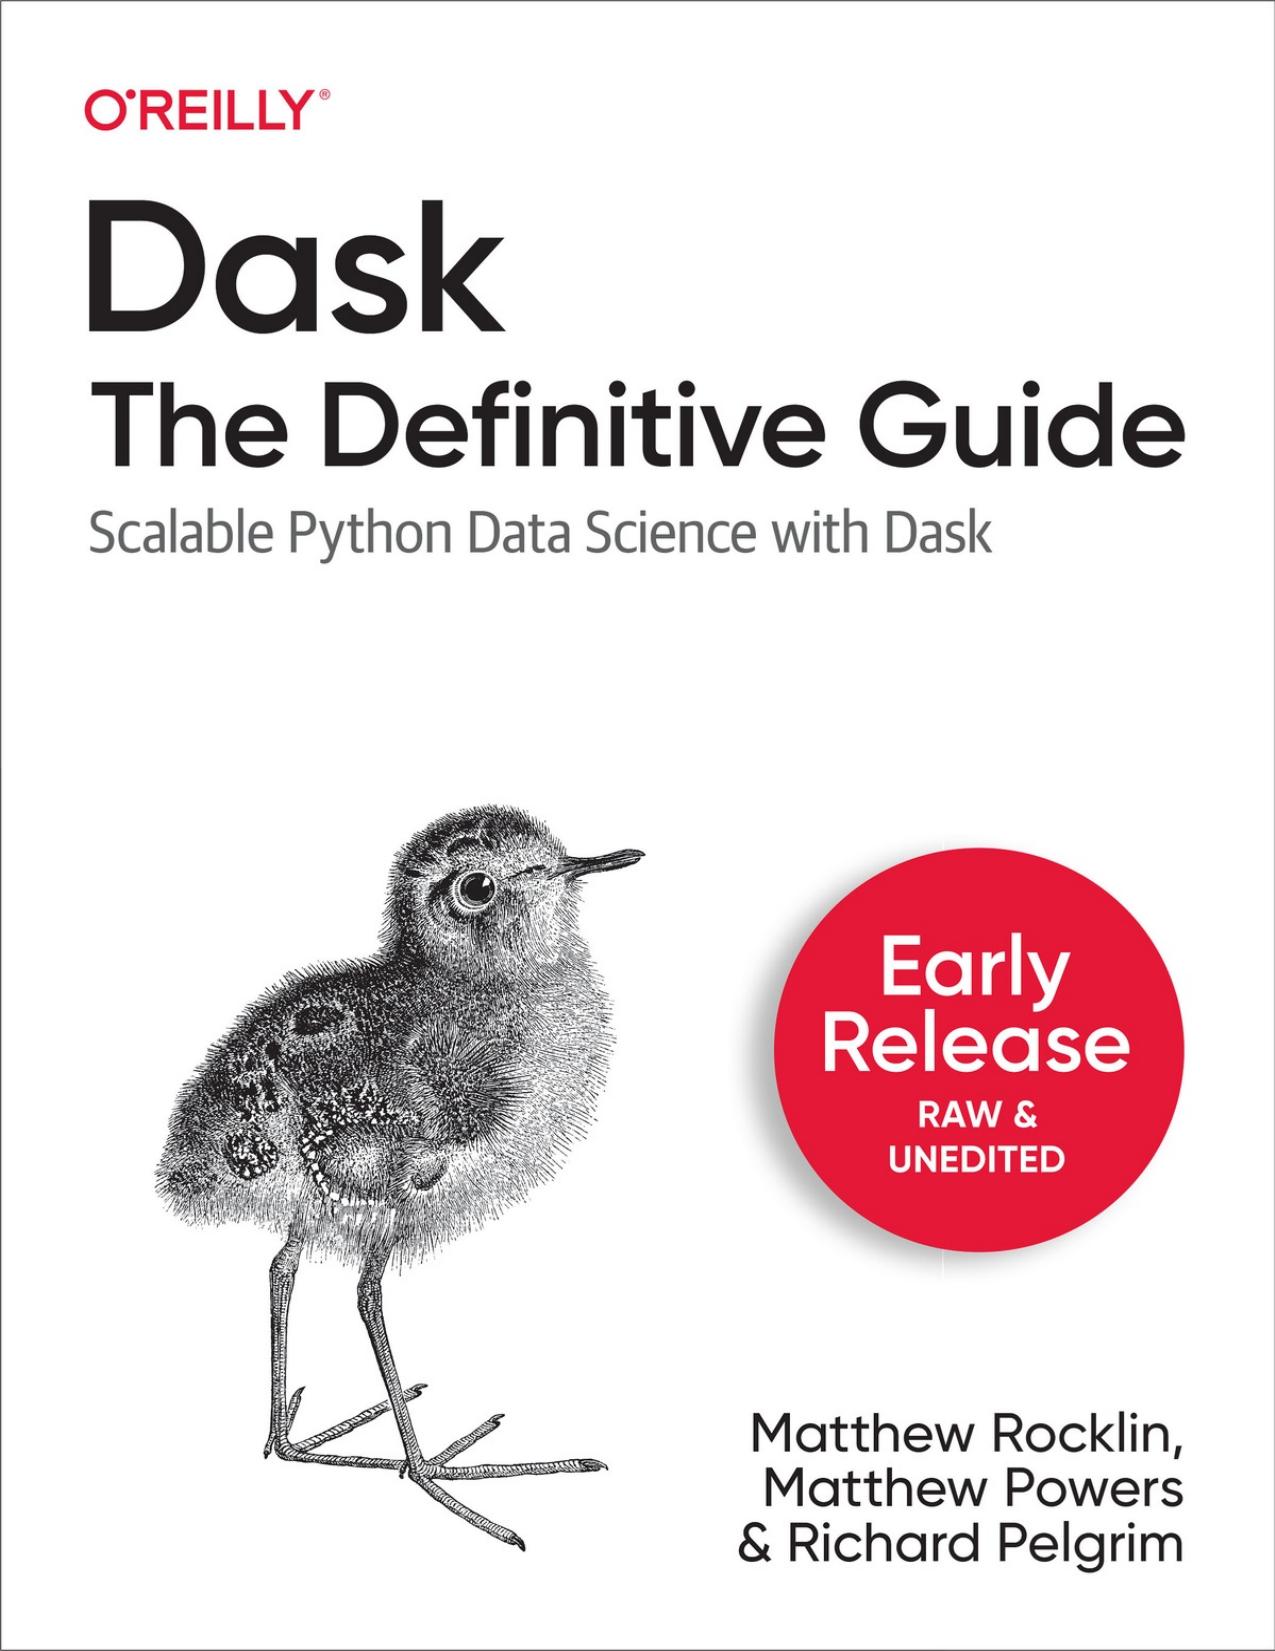 O'REILLY®
Dask
The Definitive Guide
Scalable Python Data Science with Dask
Early
Release
RAW &
UNEDITED
Matthew Rocklin,
Matthew Powers
& Richard Pelgrim